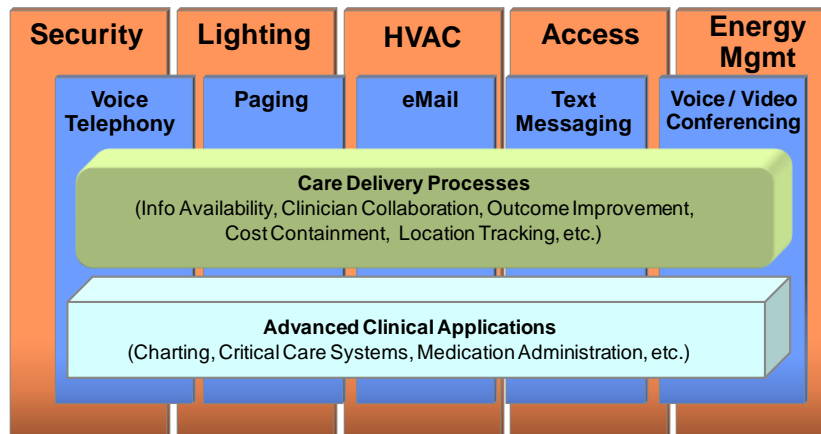 Security
Lighting
HVAC
Access
Energy
Mgmt
Voice
Telephony
Paging
eMail
Text
Messaging
Voice / Video
Conferencing
Care Delivery Processes
(Info Availability, Clinician Collaboration, Outcome Improvement,
Cost Containment, Location Tracking, etc.)
Advanced Clinical Applications
(Charting, Critical Care Systems, Medication Administration, etc.)